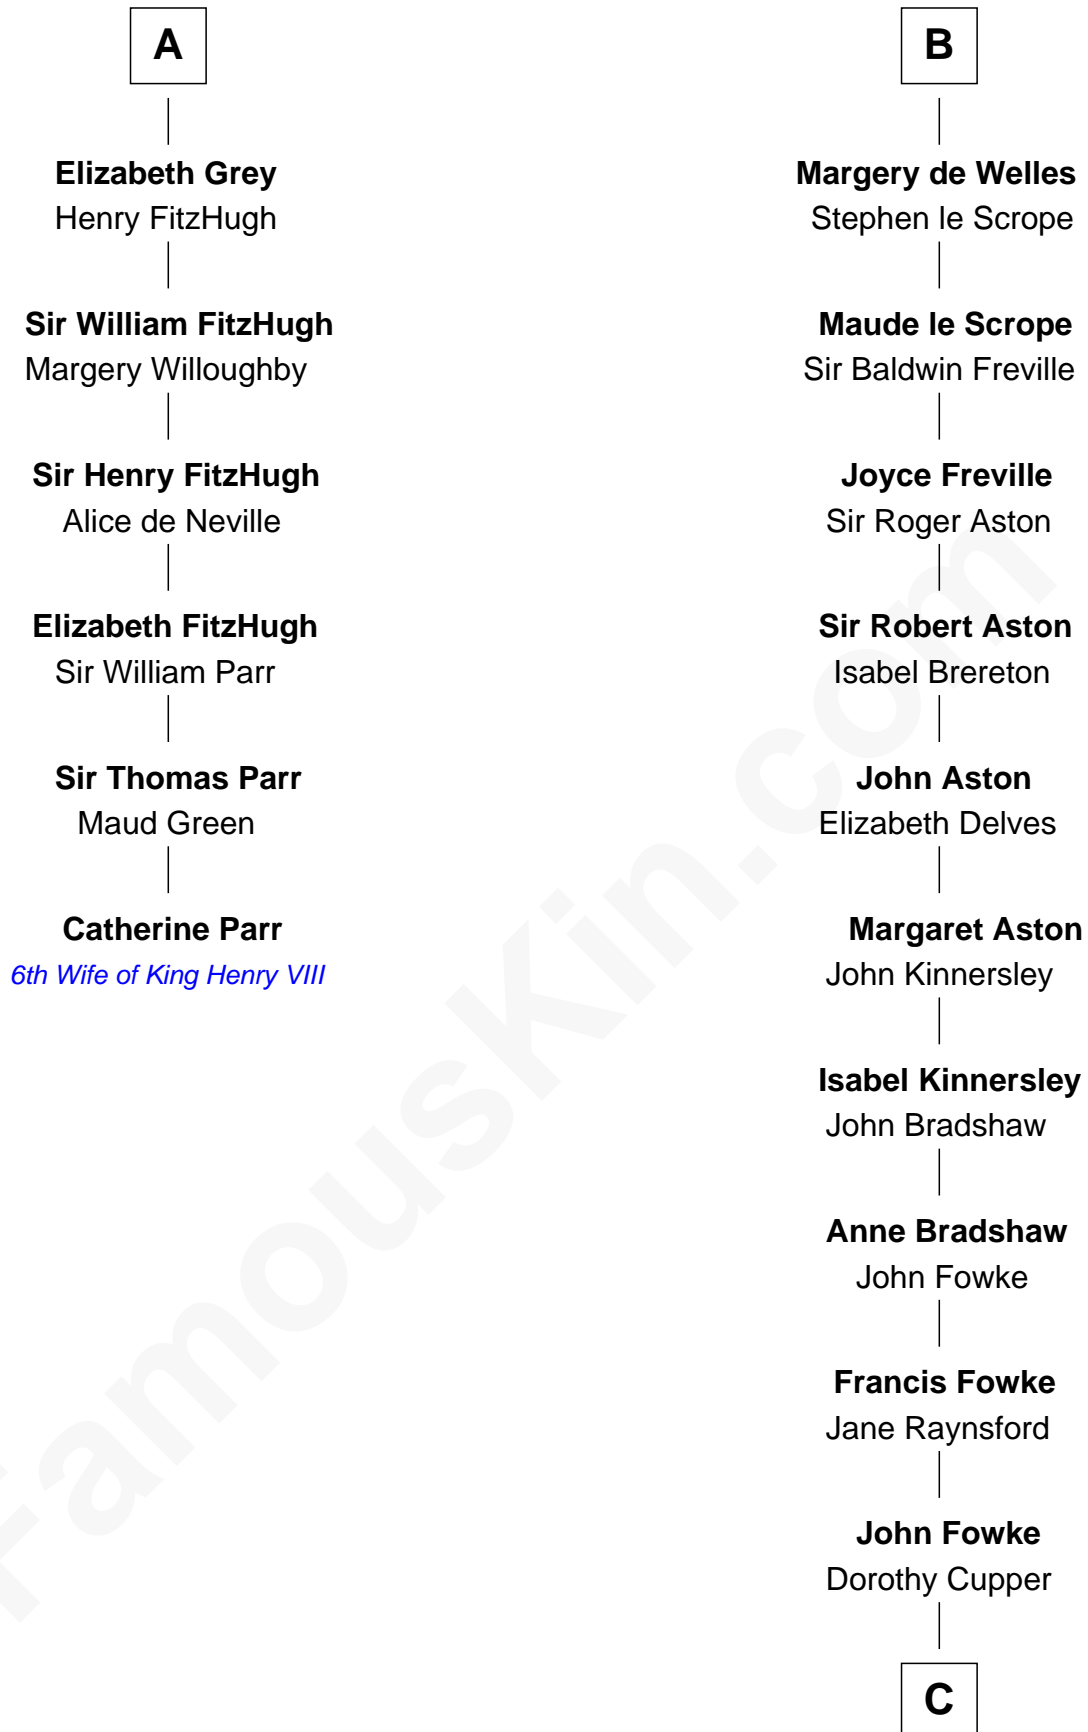 A
Elizabeth Grey
Henry FitzHugh
Sir William FitzHugh
Margery Willoughby
Sir Henry FitzHugh
Alice de Neville
Elizabeth FitzHugh
Sir William Parr
Sir Thomas Parr
Maud Green
Catherine Parr
6th Wife of King Henry VIII
B
Margery de Welles
Stephen le Scrope
Maude le Scrope
Sir Baldwin Freville
Joyce Freville
Sir Roger Aston
Sir Robert Aston
Isabel Brereton
John Aston
Elizabeth Delves
Margaret Aston
John Kinnersley
Isabel Kinnersley
John Bradshaw
Anne Bradshaw
John Fowke
Francis Fowke
Jane Raynsford
John Fowke
Dorothy Cupper
C
FamousKin.com